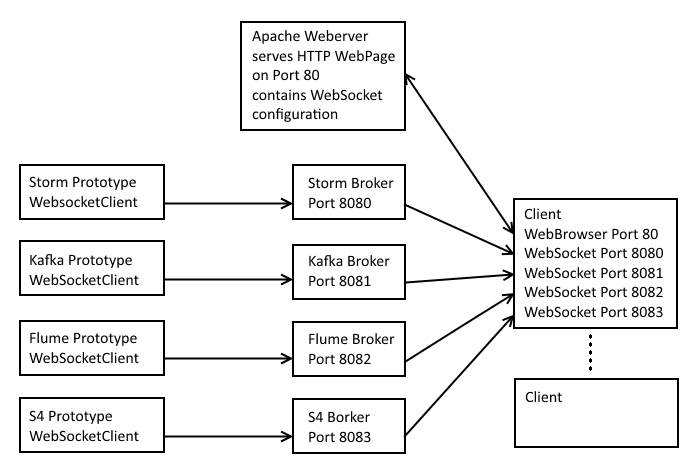 Apache Weberver
serves HTTP WebPage
on Port 80
contains WebSocket
configuration
Storm Prototype
WebsocketClient
Storm Broker
Port 8080
Kafka Prototype
WebSocketClient
Kafka Broker
Port 8081
Flume Prototype
WebSocketClient
Flume Broker
Port 8082
S4 Prototype
WebSocketClient
S4 Borker
Port 8083
Client
WebBrowser Port 80
WebSocket Port 8080
WebSocket Port 8081
WebSocket Port 8082
WebSocket Port 8083
Client